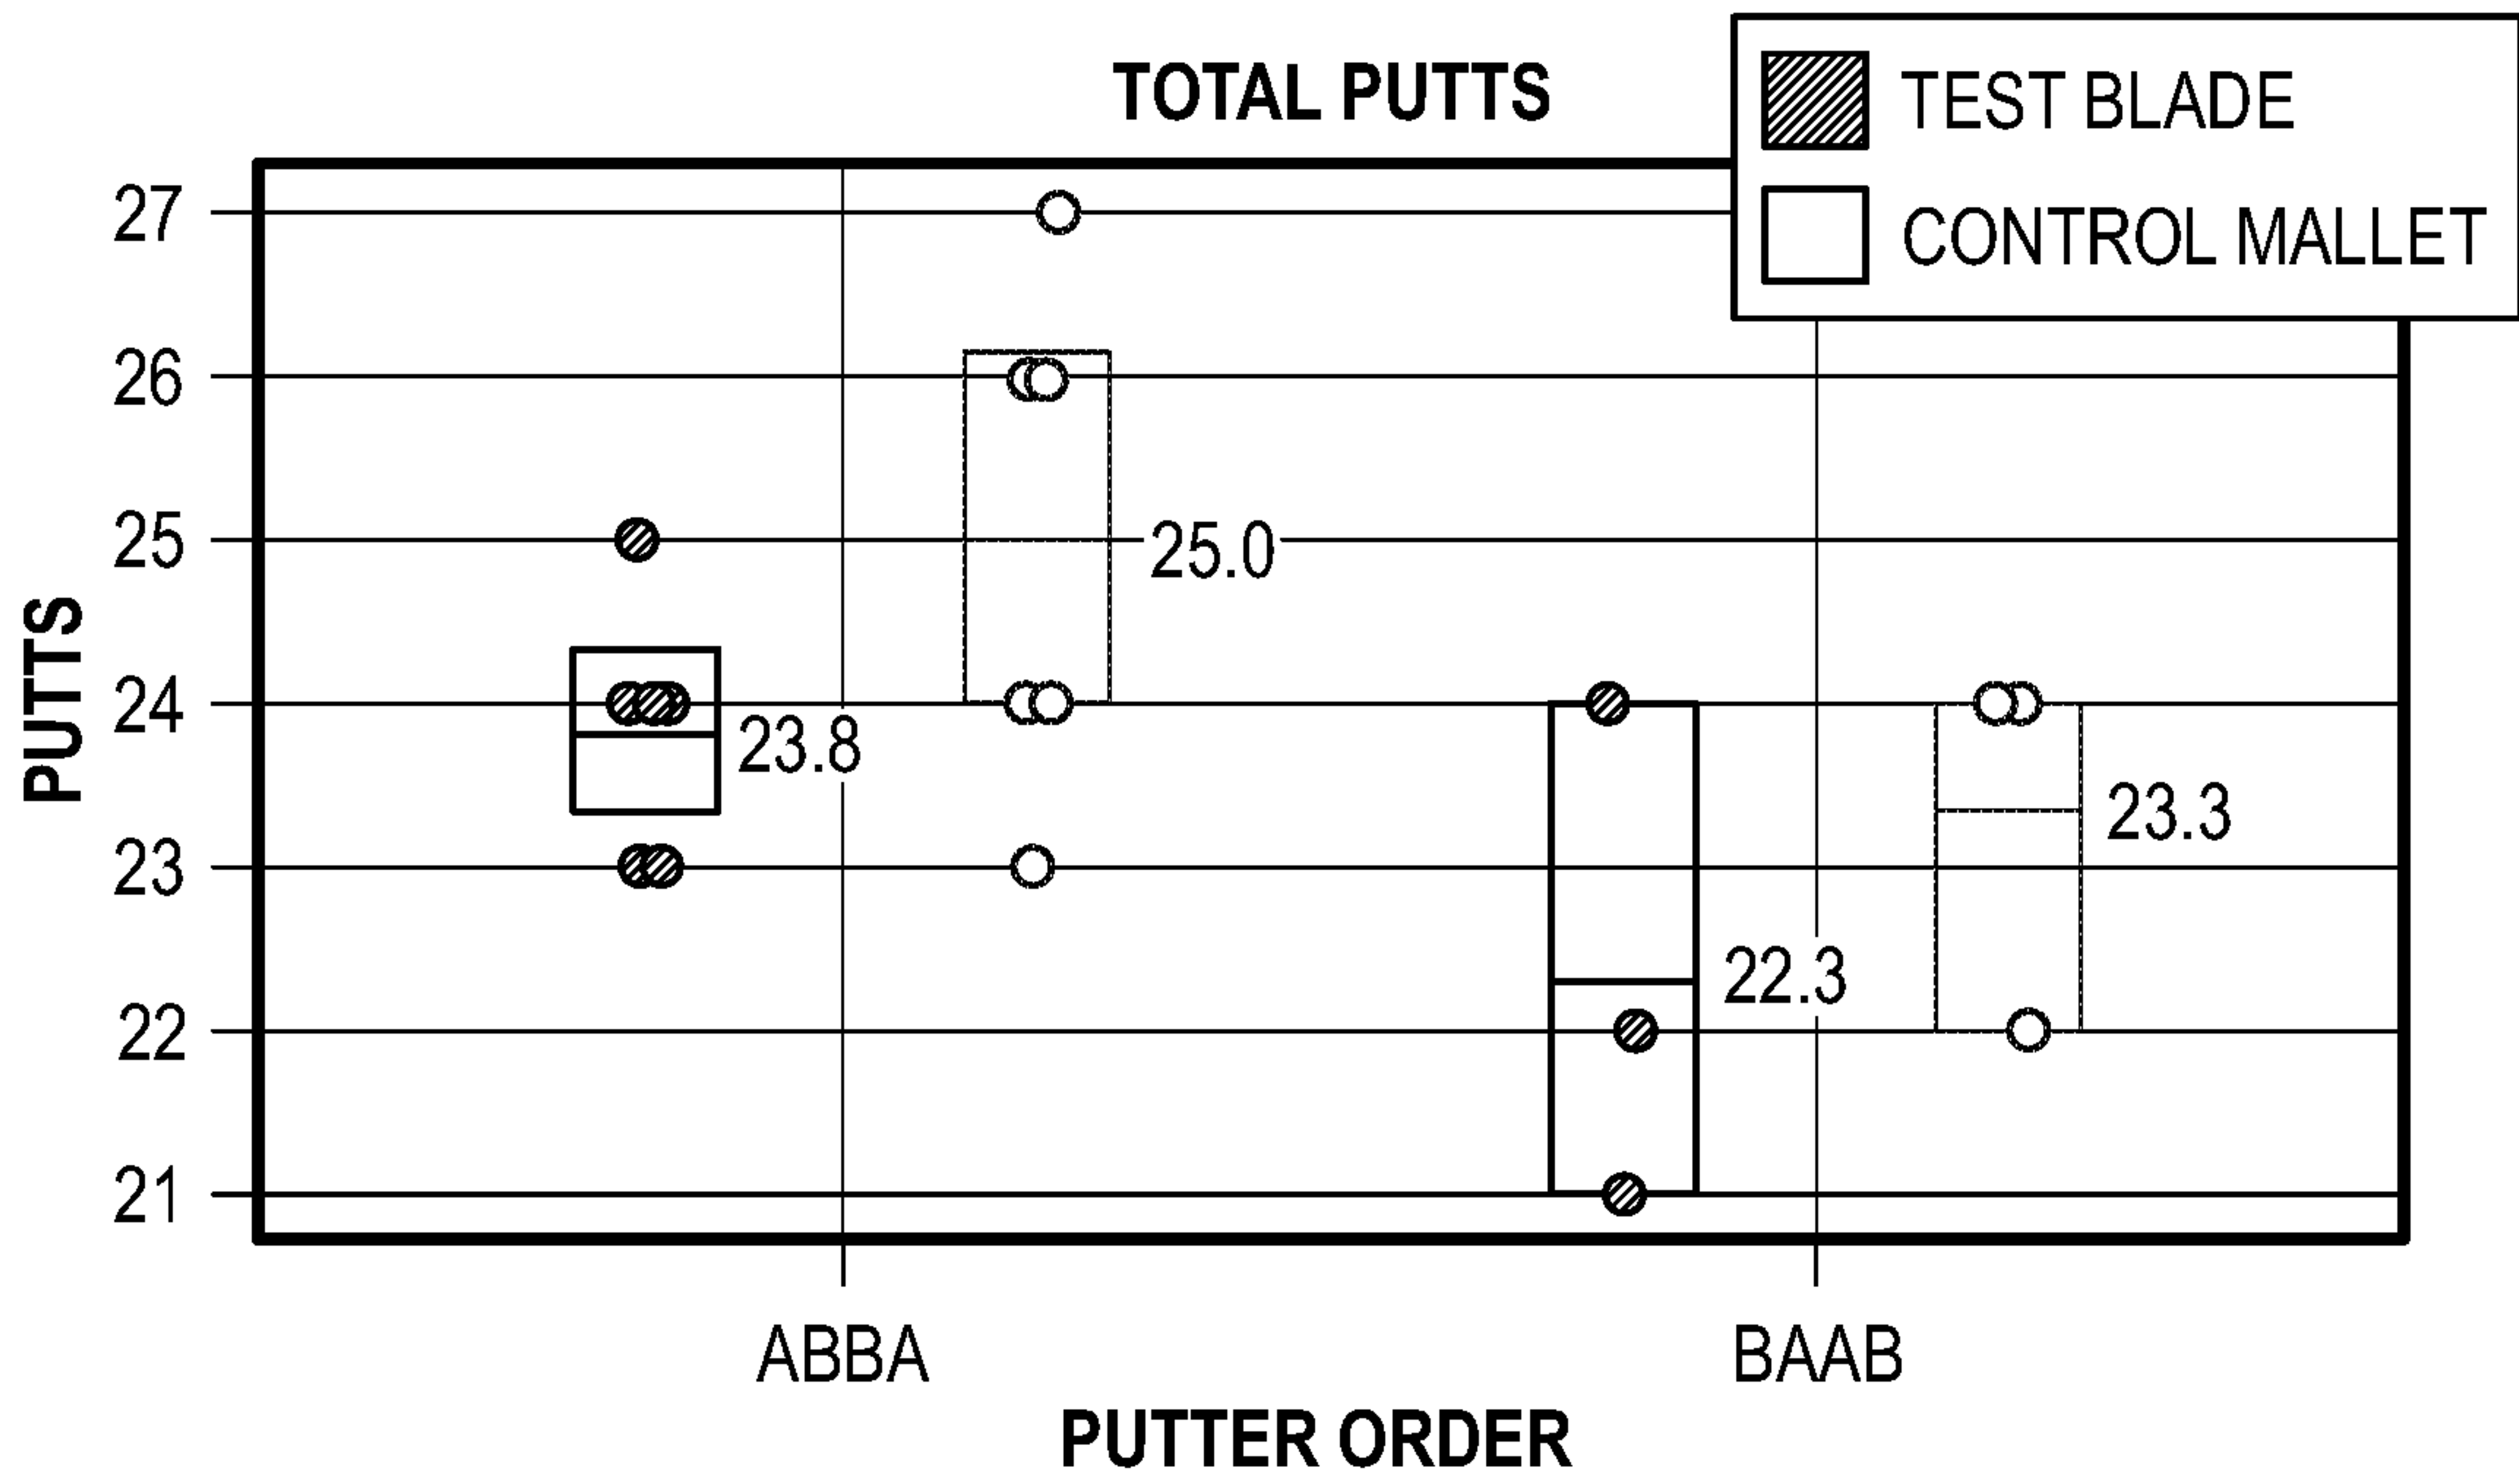 TOTAL PUTTS
TEST BLADE
CONTROL MALLET
PUTTS
27
26
25
24
23
22
21
25.0
23.8
23.3
22.3
ABBA
BAAB
PUTTER ORDER